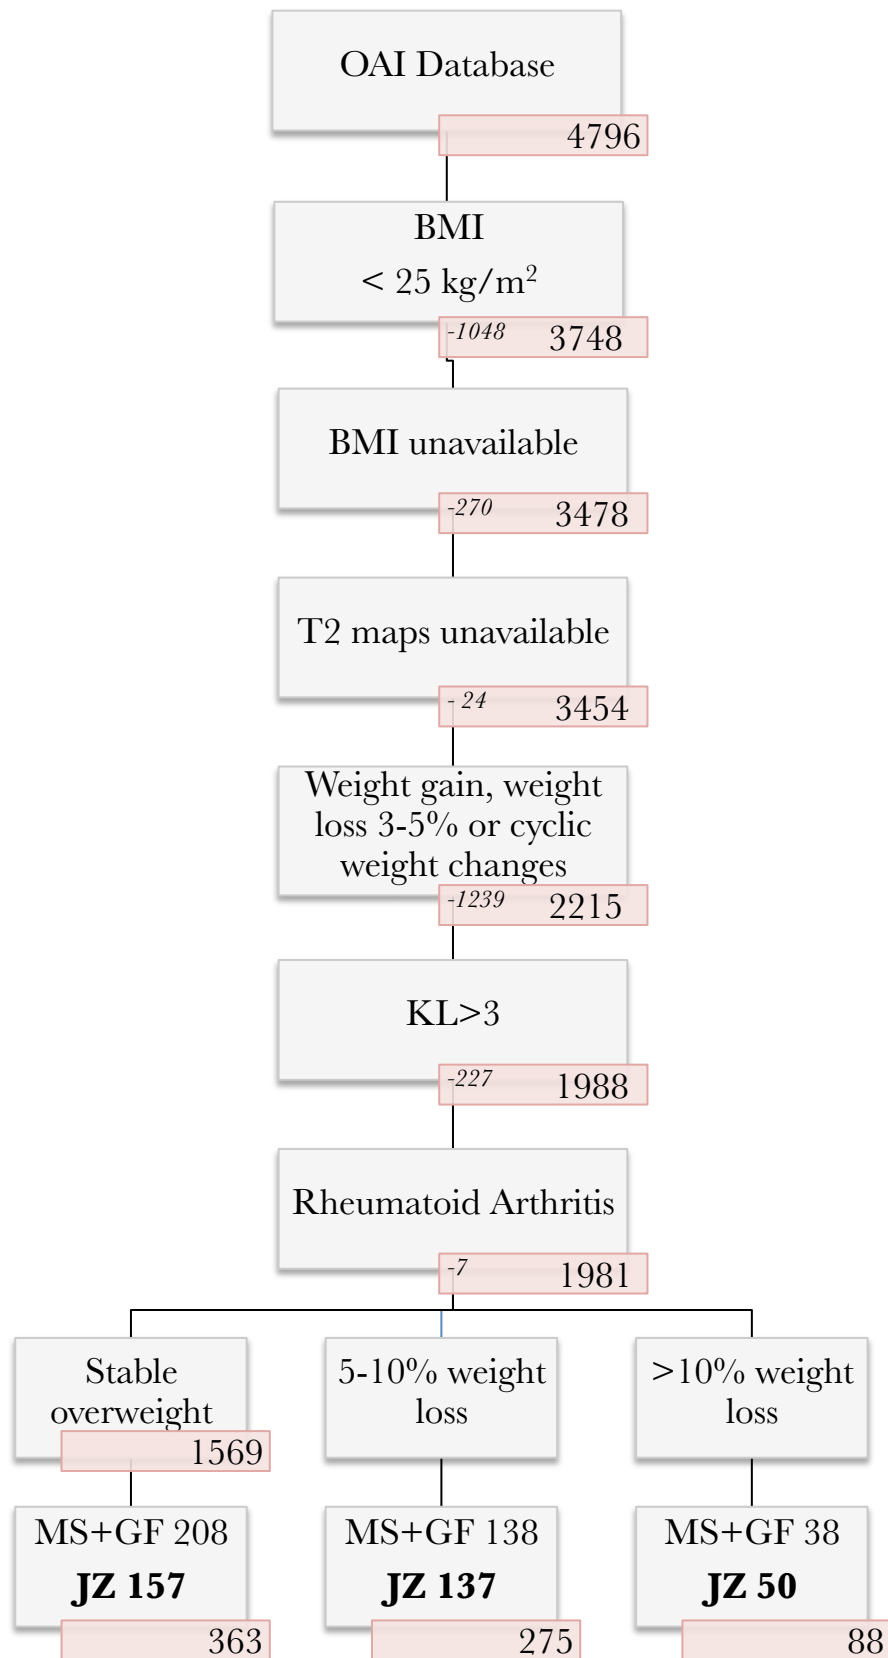 OAI Database
4796
BMI
< 25 kg/m²
-1048 3748
BMI unavailable
-270 3478
T2 maps unavailable
- 24 3454
Weight gain, weight
loss 3-5% or cyclic
weight changes
-1239 2215
KL>3
-227 1988
Rheumatoid Arthritis
-7 1981
Stable
overweight
1569
5-10% weight
loss
>10% weight
loss
MS+GF 208
JZ 157
363
MS+GF 138
JZ 137
275
MS+GF 38
JZ 50
88